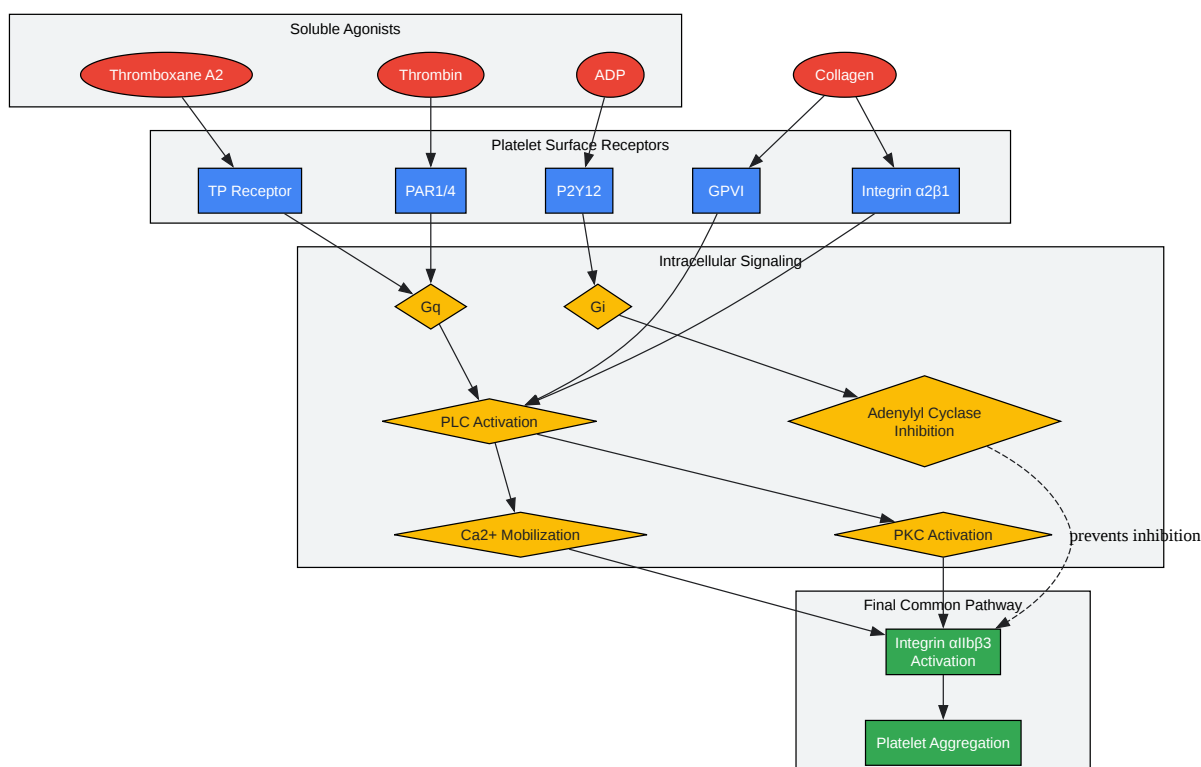 Soluble Agonists
Thromboxane A2
Thrombin
ADP
Collagen
Platelet Surface Receptors
TP Receptor
PAR1/4
P2Y12
GPVI
Integrin α2β1
Intracellular Signaling
Gq
Gi
PLC Activation
Adenylyl Cyclase
Inhibition
Ca2+ Mobilization
PKC Activation
prevents inhibition
Final Common Pathway
Integrin αIIbβ3
Activation
Platelet Aggregation